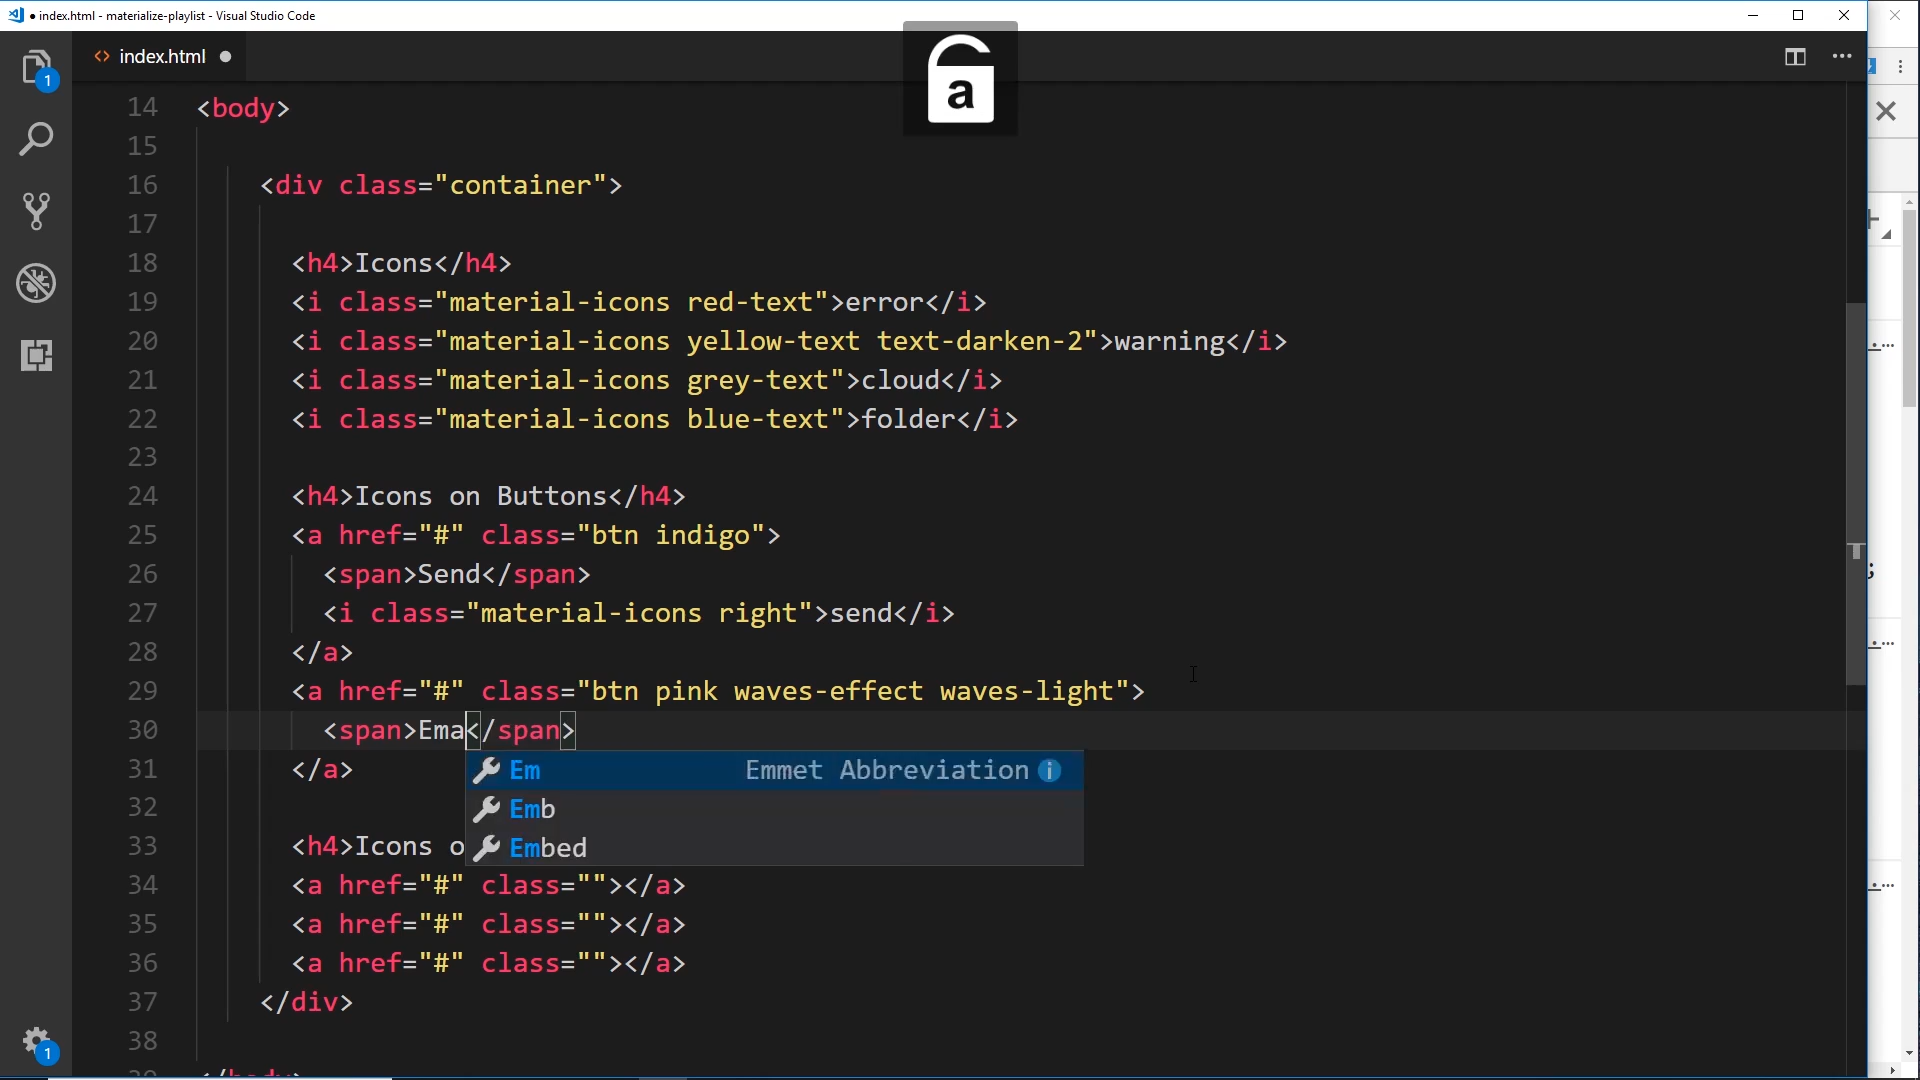 ● index.html - materialize-playlist - Visual Studio Code
<> index.html ●
a
1
14 <body>
15
16 <div class="container">
17
18 <h4>Icons</h4>
19 <i class="material-icons red-text">error</i>
20 <i class="material-icons yellow-text text-darken-2">warning</i>
21 <i class="material-icons grey-text">cloud</i>
22 <i class="material-icons blue-text">folder</i>
23
24 <h4>Icons on Buttons</h4>
25 <a href="#" class="btn indigo">
26 <span>Send</span>
27 <i class="material-icons right">send</i>
28 </a>
29 <a href="#" class="btn pink waves-effect waves-light">
30 <span>Ema</span>
31 </a>
Em Emmet Abbreviation
32
Emb
33 <h4>Icons o
Embed
34 <a href="#" class=""></a>
35 <a href="#" class=""></a>
36 <a href="#" class=""></a>
37 </div>
38
1